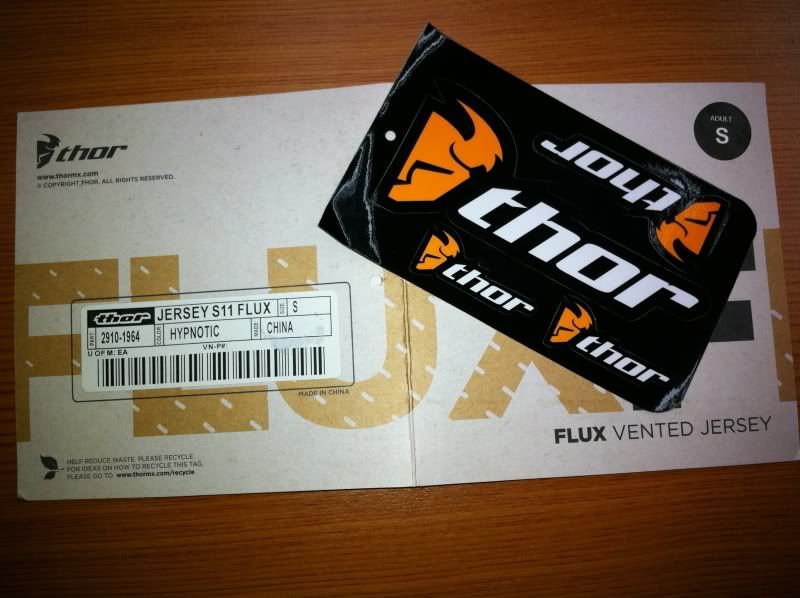 thor
www.thormx.com
© COPYRIGHT THOR. ALL RIGHTS RESERVED.
ADULT
S
thor
thor
thor
thor
FLUX
thor JERSEY S11 FLUX SIZE: S
PART: 2910-1964 COLOR: HYPNOTIC MADE: CHINA
U OF M: EA VN-P#:
MADE IN CHINA
FLUX VENTED JERSEY
HELP REDUCE WASTE. PLEASE RECYCLE
FOR IDEAS ON HOW TO RECYCLE THIS TAG,
PLEASE GO TO www.thormx.com/recycle